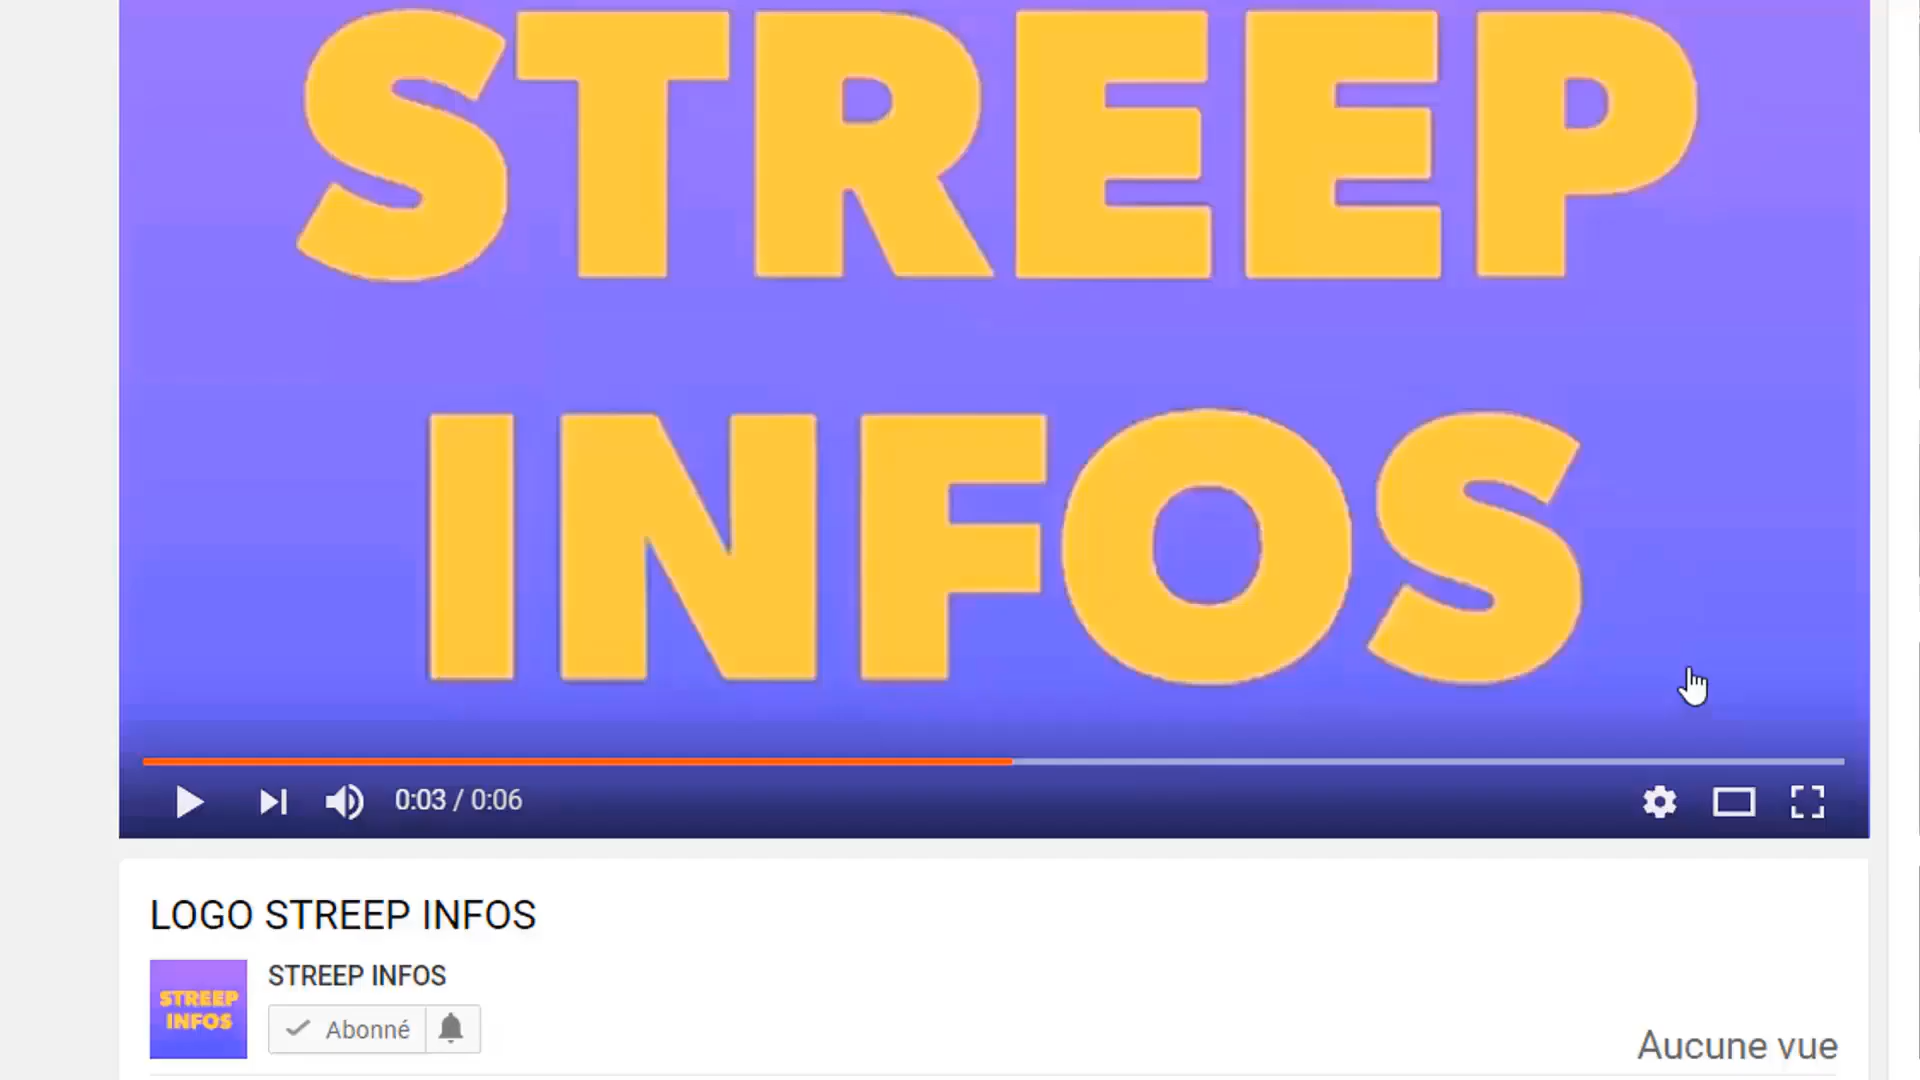 STREEP
INFOS
0:03 / 0:06
LOGO STREEP INFOS
STREEP INFOS
STREEP
INFOS
Abonné
Aucune vue